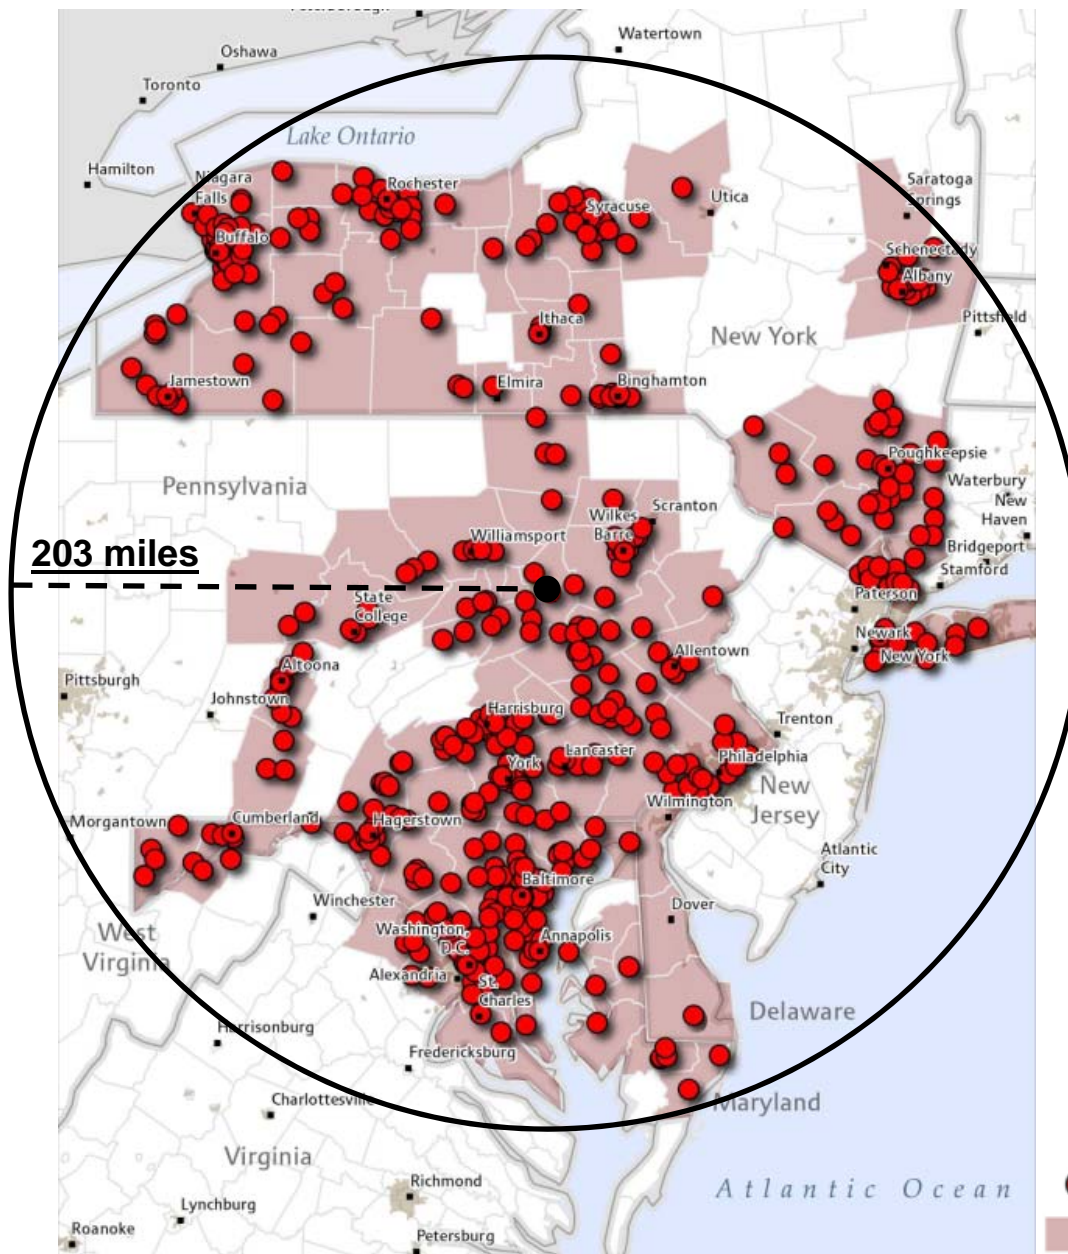 Watertown
Oshawa
Toronto
Lake Ontario
Hamilton
Niagara
Falls
Rochester
Saratoga
Springs
Utica
Syracuse
Buffalo
Schenectady
Albany
Ithaca
New York
Pittsfield
Jamestown
Elmira
Binghamton
Poughkeepsie
Pennsylvania
Waterbury
New
Haven
Scranton
Wilkes
Barre
Williamsport
Bridgeport
203 miles
Stamford
State
College
Paterson
Newark
New York
Allentown
Altoona
Pittsburgh
Johnstown
Harrisburg
Trenton
Lancaster
Philadelphia
York
New
Jersey
Wilmington
Morgantown
Cumberland
Hagerstown
Atlantic
City
Baltimore
Winchester
Dover
West
Virginia
Washington,
D.C.
Annapolis
Alexandria
St.
Charles
Delaware
Harrisonburg
Fredericksburg
Charlottesville
Maryland
Virginia
Richmond
Atlantic Ocean
Lynchburg
Roanoke
Petersburg